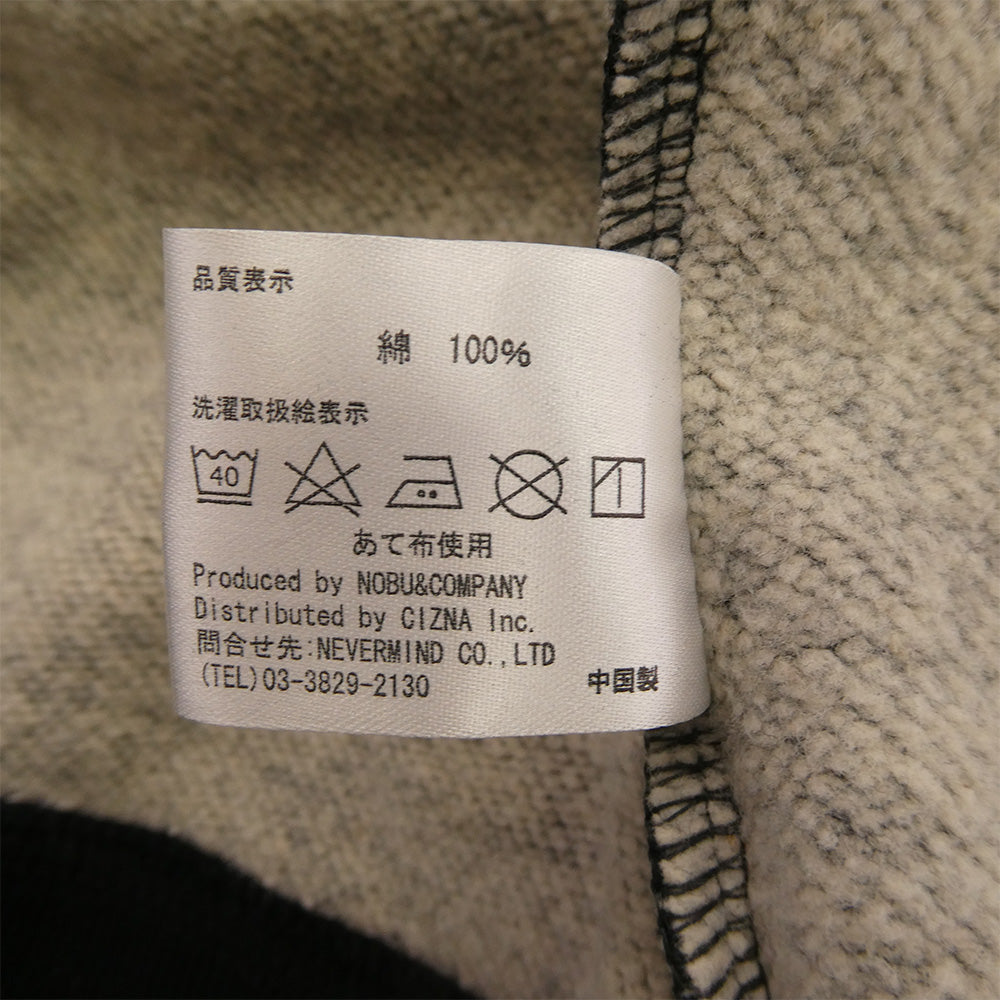 品質表示
綿 100%
洗濯取扱絵表示
40
あて布使用
Produced by NOBU&COMPANY
Distributed by CIZNA Inc.
問合せ先:NEVERMIND CO.,LTD
(TEL)03-3829-2130
中国製